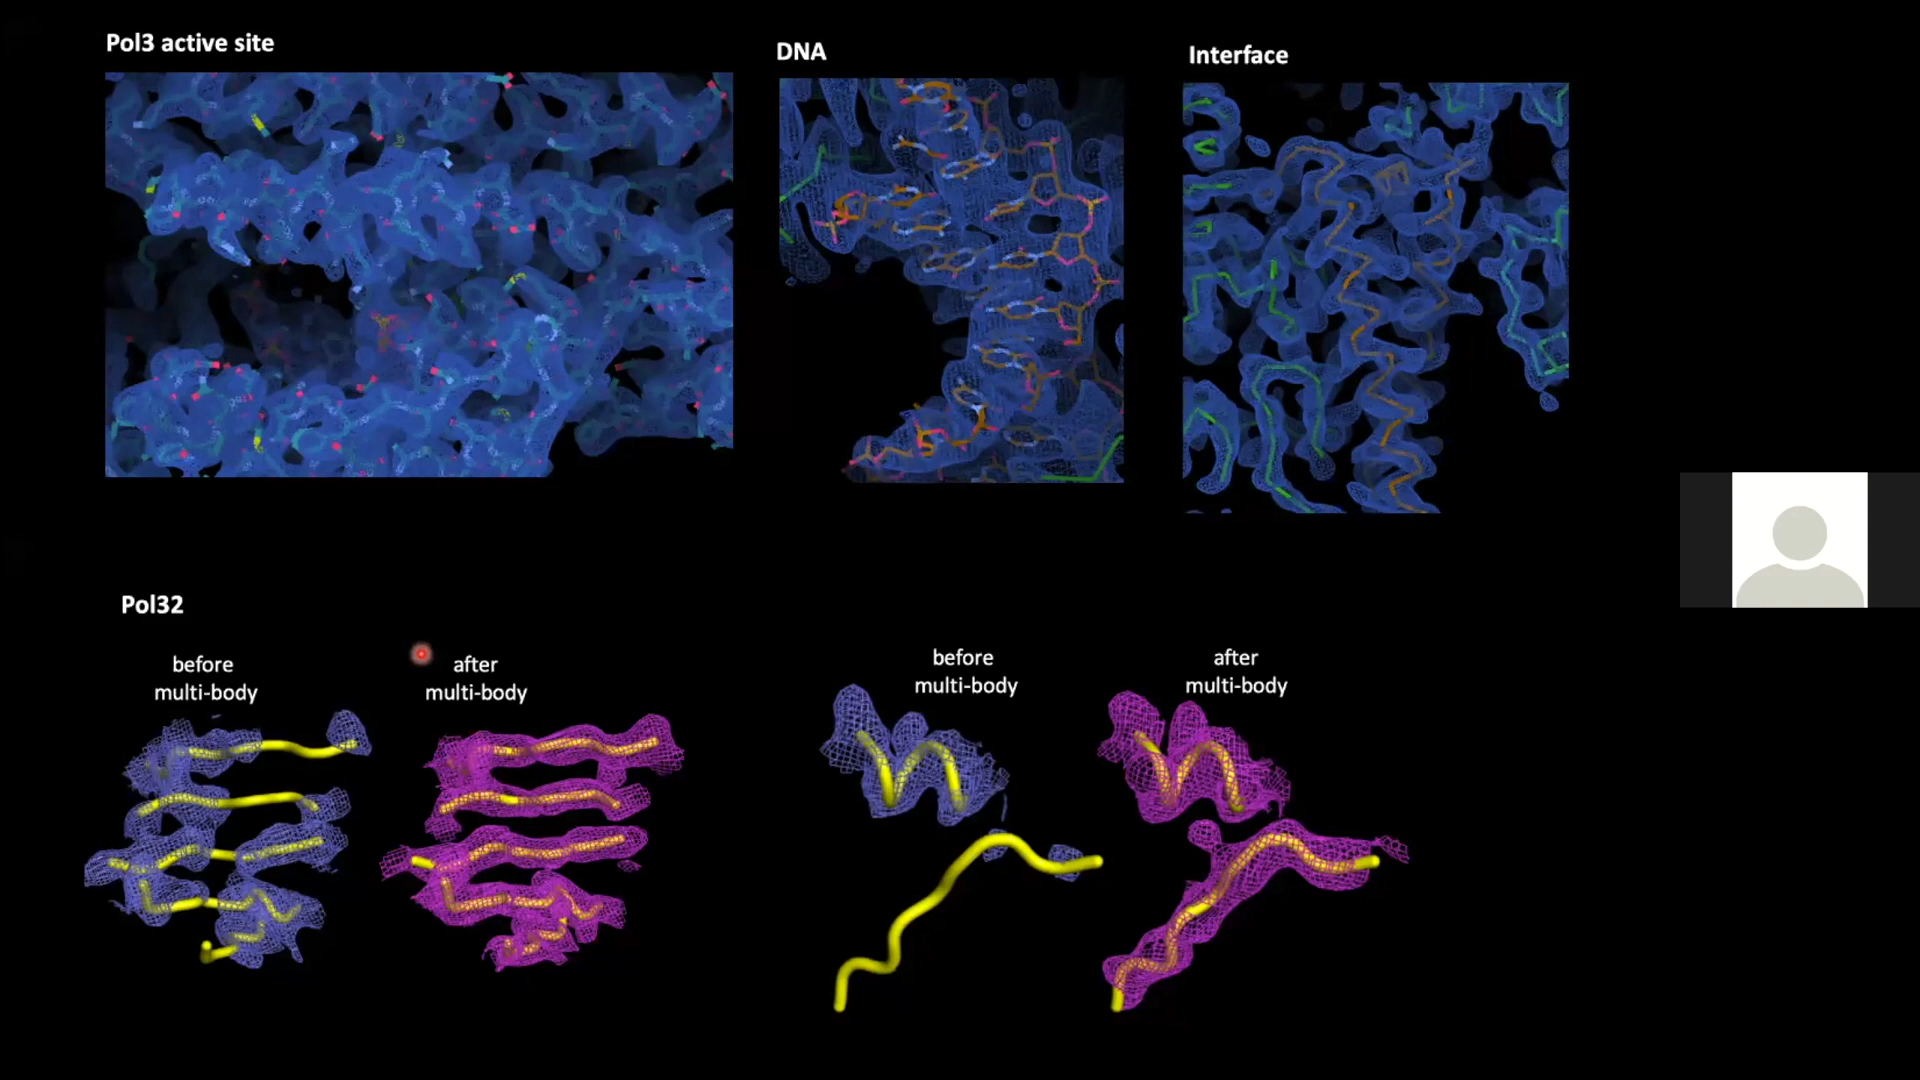 Pol3 active site
DNA
Interface
Pol32
before
multi-body
after
multi-body
before
multi-body
after
multi-body